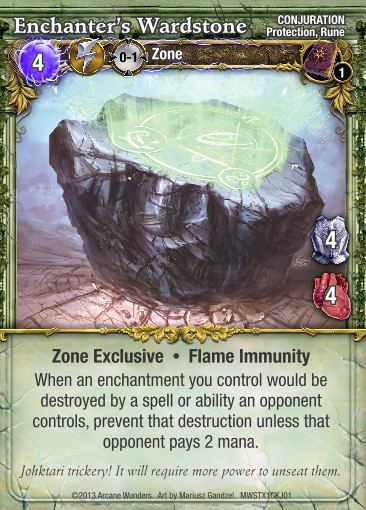 Enchanter's Wardstone
CONJURATION
Protection, Rune
4
0-1
Zone
1
4
4
Zone Exclusive • Flame Immunity
When an enchantment you control would be
destroyed by a spell or ability an opponent
controls, prevent that destruction unless that
opponent pays 2 mana.
Johktari trickery! It will require more power to unseat them.
©2013 Arcane Wonders. Art by Mariusz Gandzel. MWSTX1CKJ01